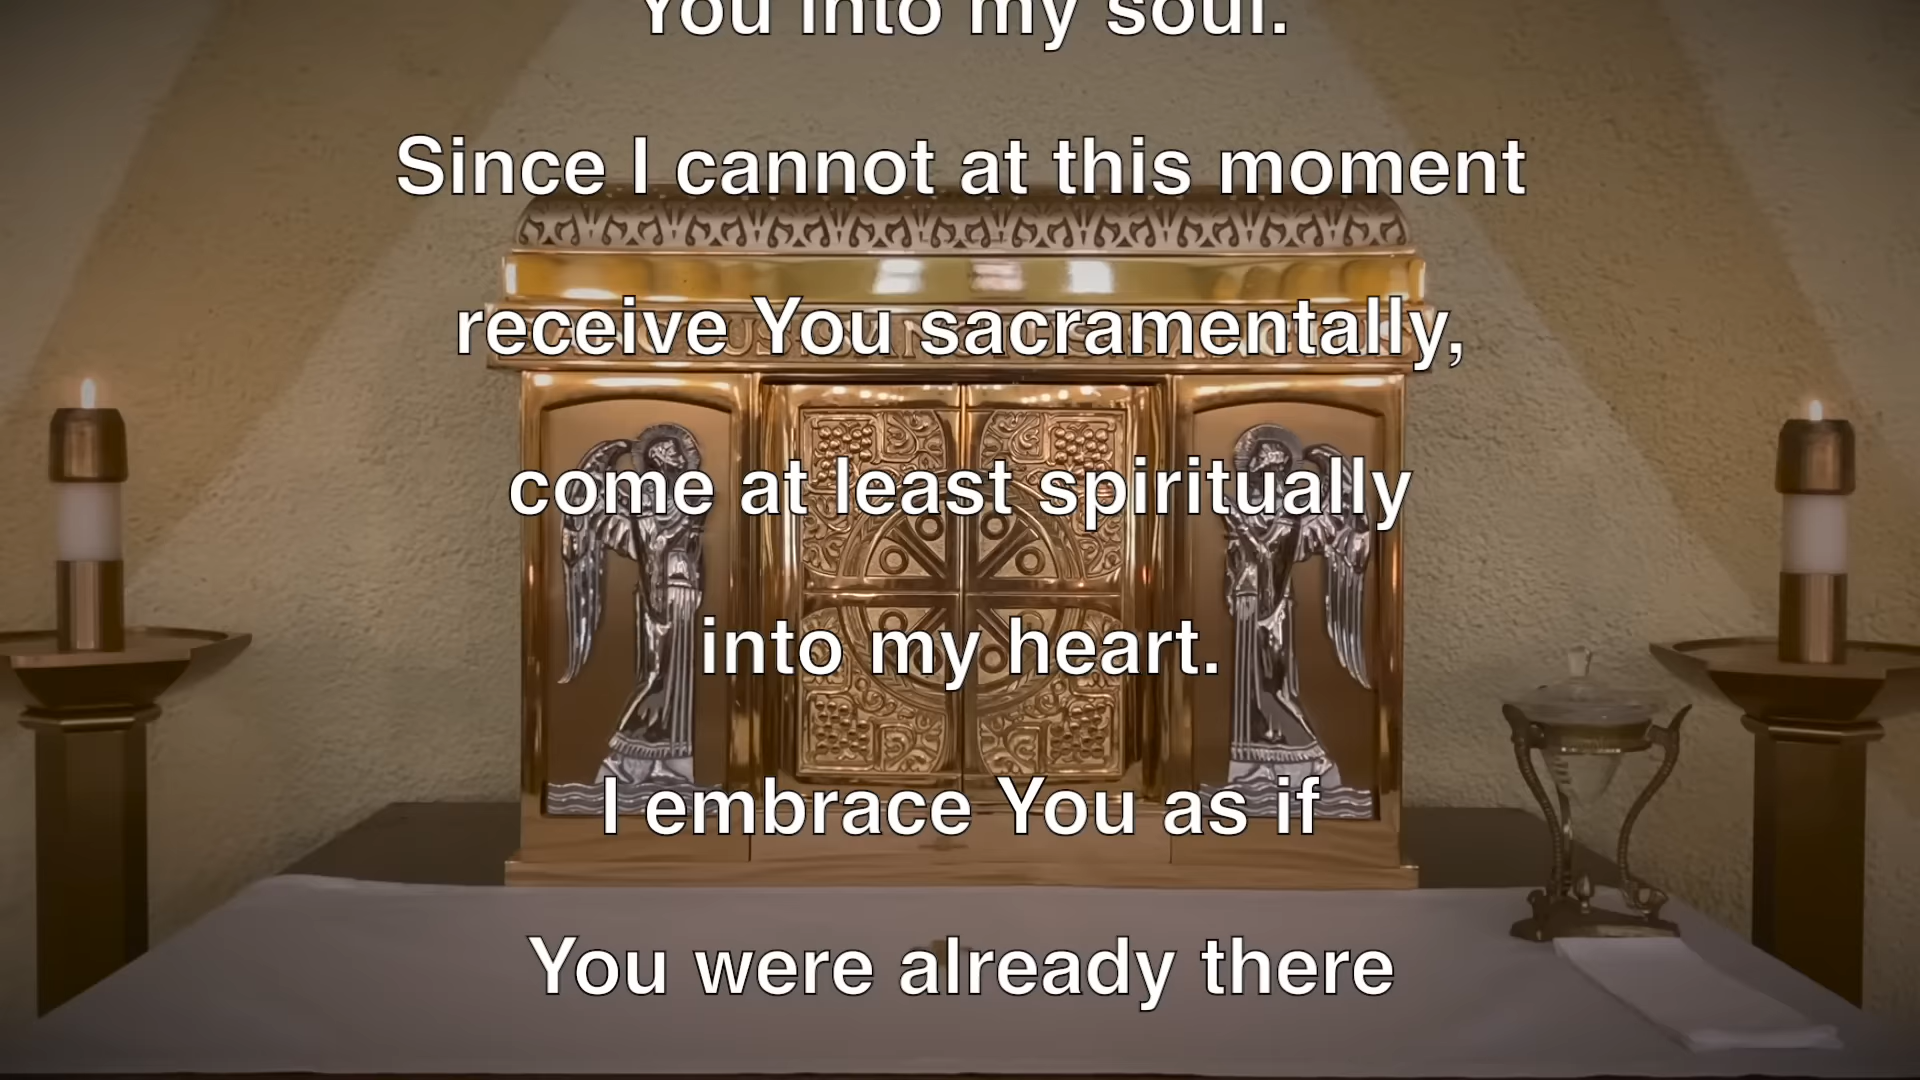 You into my soul.
Since I cannot at this moment
receive You sacramentally,
come at least spiritually
into my heart.
I embrace You as if
You were already there